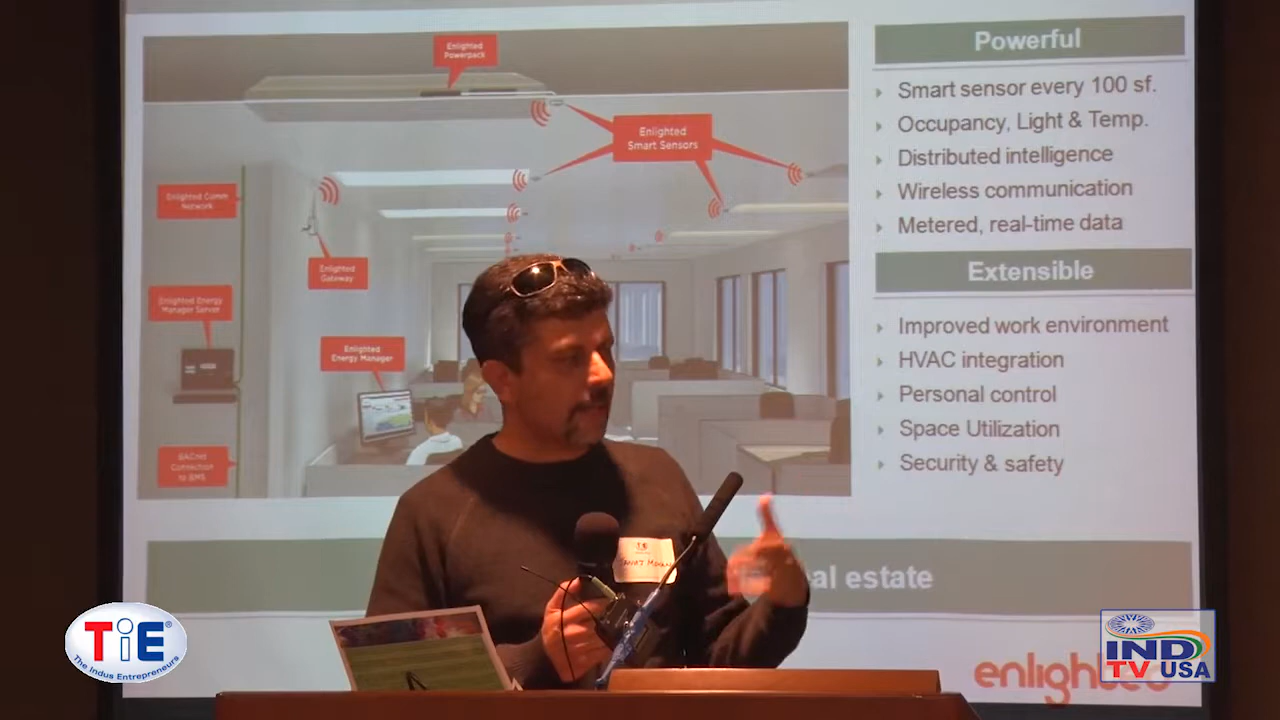 Enlighted
Powerpack
Enlighted
Smart Sensors
Enlighted Comm
Network
Enlighted
Gateway
Enlighted Energy
Manager Server
Enlighted
Energy Manager
BACnet
Connection
to BMS
Powerful
Smart sensor every 100 sf.
Occupancy, Light & Temp.
Distributed intelligence
Wireless communication
Metered, real-time data
Extensible
Improved work environment
HVAC integration
Personal control
Space Utilization
Security & safety
estate
TiE
TiE®
The Indus Entrepreneurs
IND
TV USA